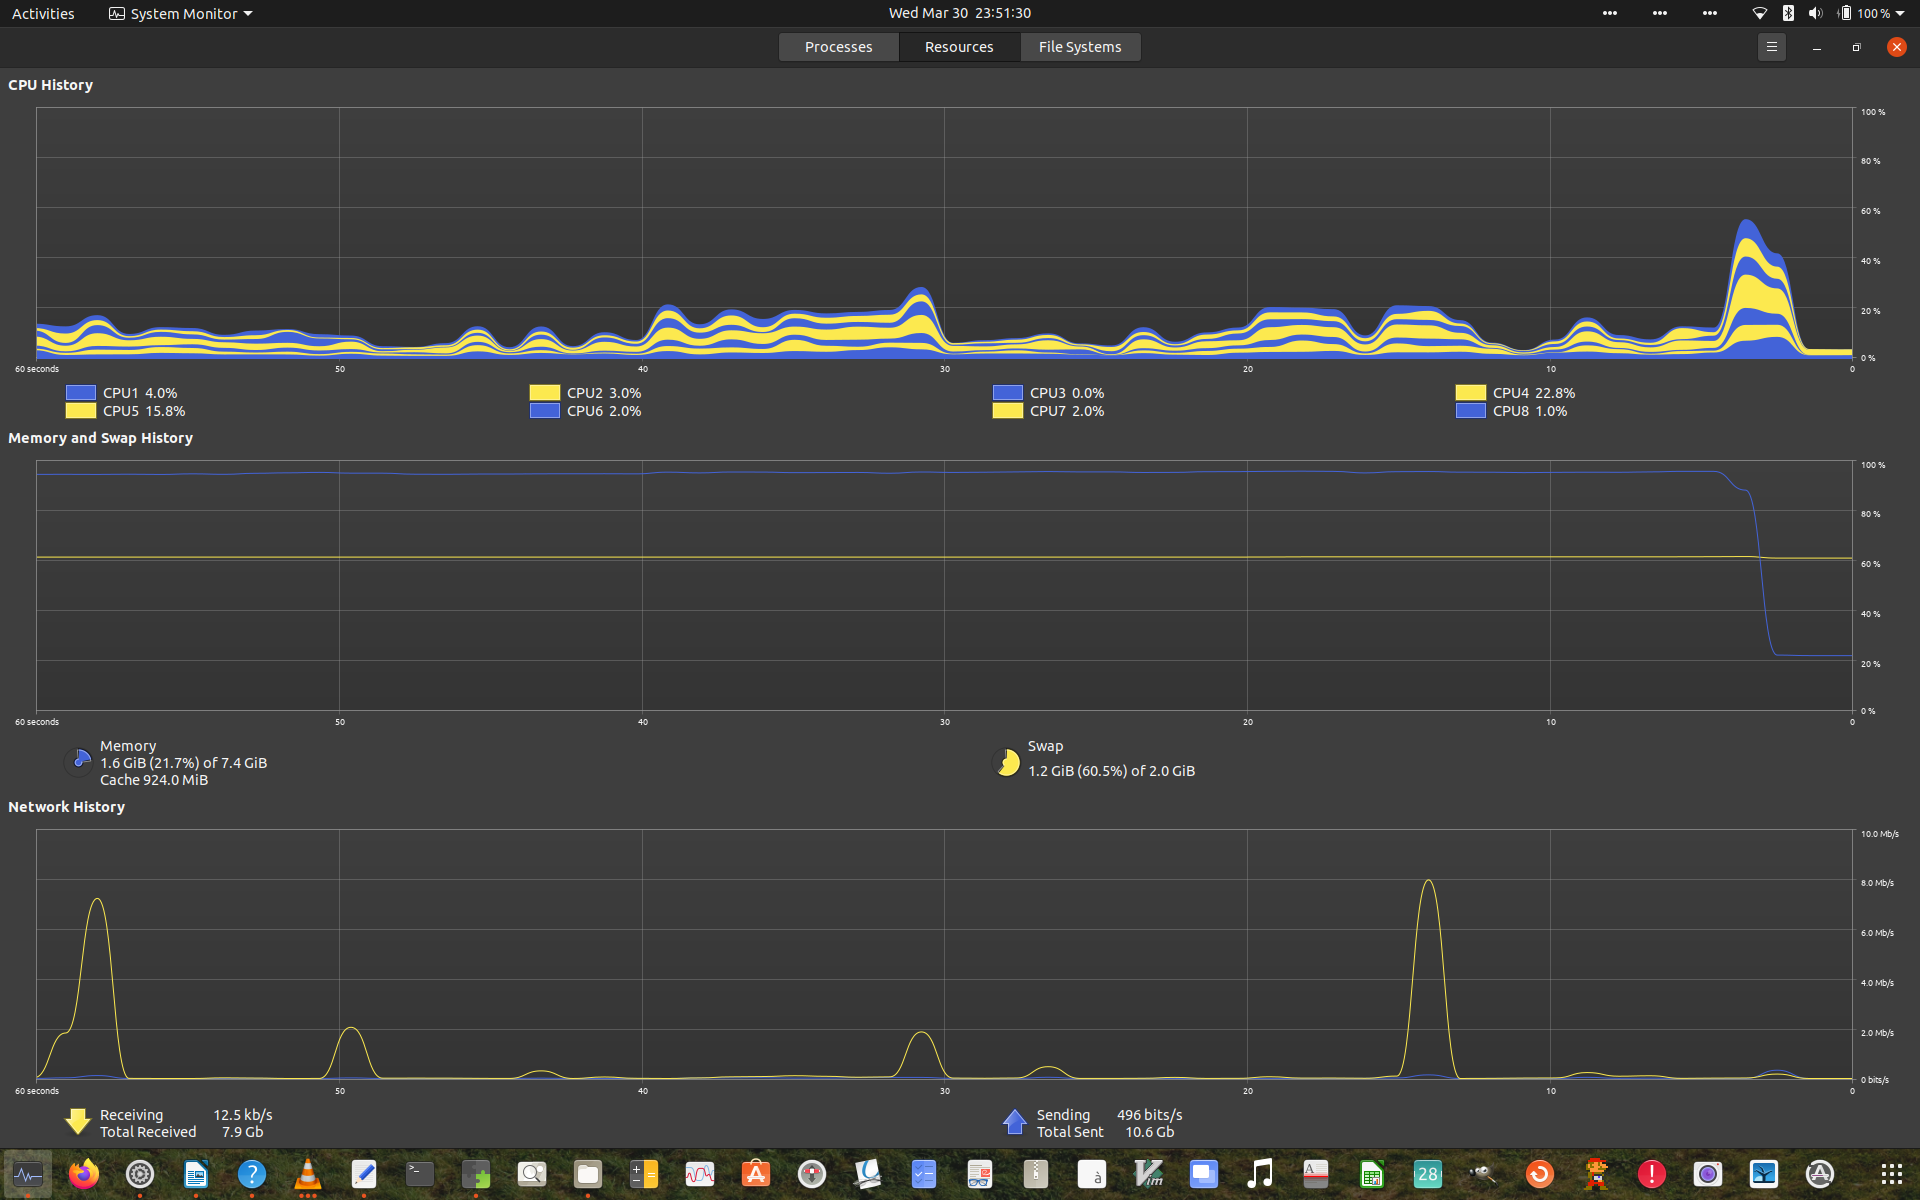 Activities System Monitor Wed Mar 30 23:51:30 100 %
Processes Resources File Systems
CPU History
100 %
80 %
60 %
40 %
20 %
0 %
60 seconds 50 40 30 20 10 0
CPU1 4.0% CPU2 3.0% CPU3 0.0% CPU4 22.8%
CPU5 15.8% CPU6 2.0% CPU7 2.0% CPU8 1.0%
Memory and Swap History
100 %
80 %
60 %
40 %
20 %
0 %
60 seconds 50 40 30 20 10 0
Memory Swap
1.6 GiB (21.7%) of 7.4 GiB 1.2 GiB (60.5%) of 2.0 GiB
Cache 924.0 MiB
Network History
10.0 Mb/s
8.0 Mb/s
6.0 Mb/s
4.0 Mb/s
2.0 Mb/s
0 bits/s
60 seconds 50 40 30 20 10 0
Receiving 12.5 kb/s Sending 496 bits/s
Total Received 7.9 Gb Total Sent 10.6 Gb
? >_ à Vim A 28 !